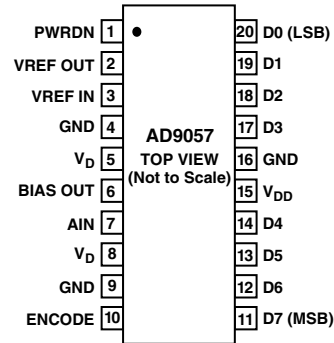 PWRDN 1 20 D0 (LSB)
VREF OUT 2 19 D1
VREF IN 3 18 D2
GND 4 17 D3
AD9057
VD 5 TOP VIEW 16 GND
(Not to Scale)
BIAS OUT 6 15 VDD
AIN 7 14 D4
VD 8 13 D5
GND 9 12 D6
ENCODE 10 11 D7 (MSB)